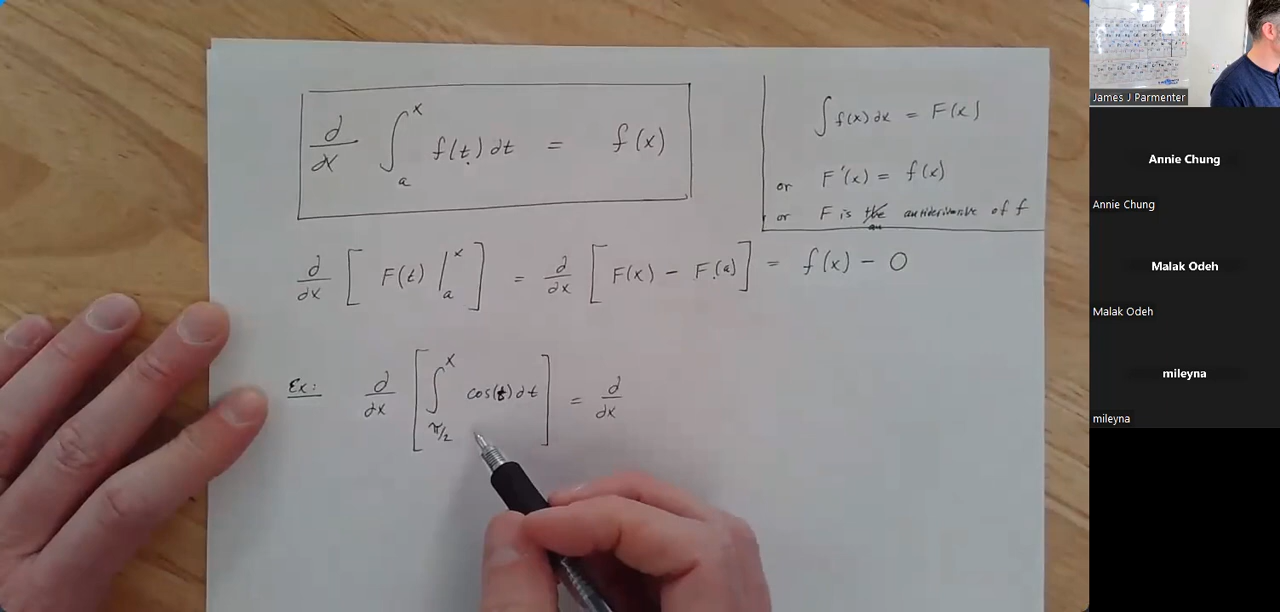 d/dx ∫_a^x f(t) dt = f(x)
∫ f(x) dx = F(x)
or F'(x) = f(x)
or F is the an antiderivative of f
d/dx [ F(t) |_a^x ] = d/dx [ F(x) − F(a) ] = f(x) − 0
Ex: d/dx [ ∫_{π/2}^x cos(t) dt ] = d/dx
James J Parmenter
Annie Chung
Annie Chung
Malak Odeh
Malak Odeh
mileyna
mileyna